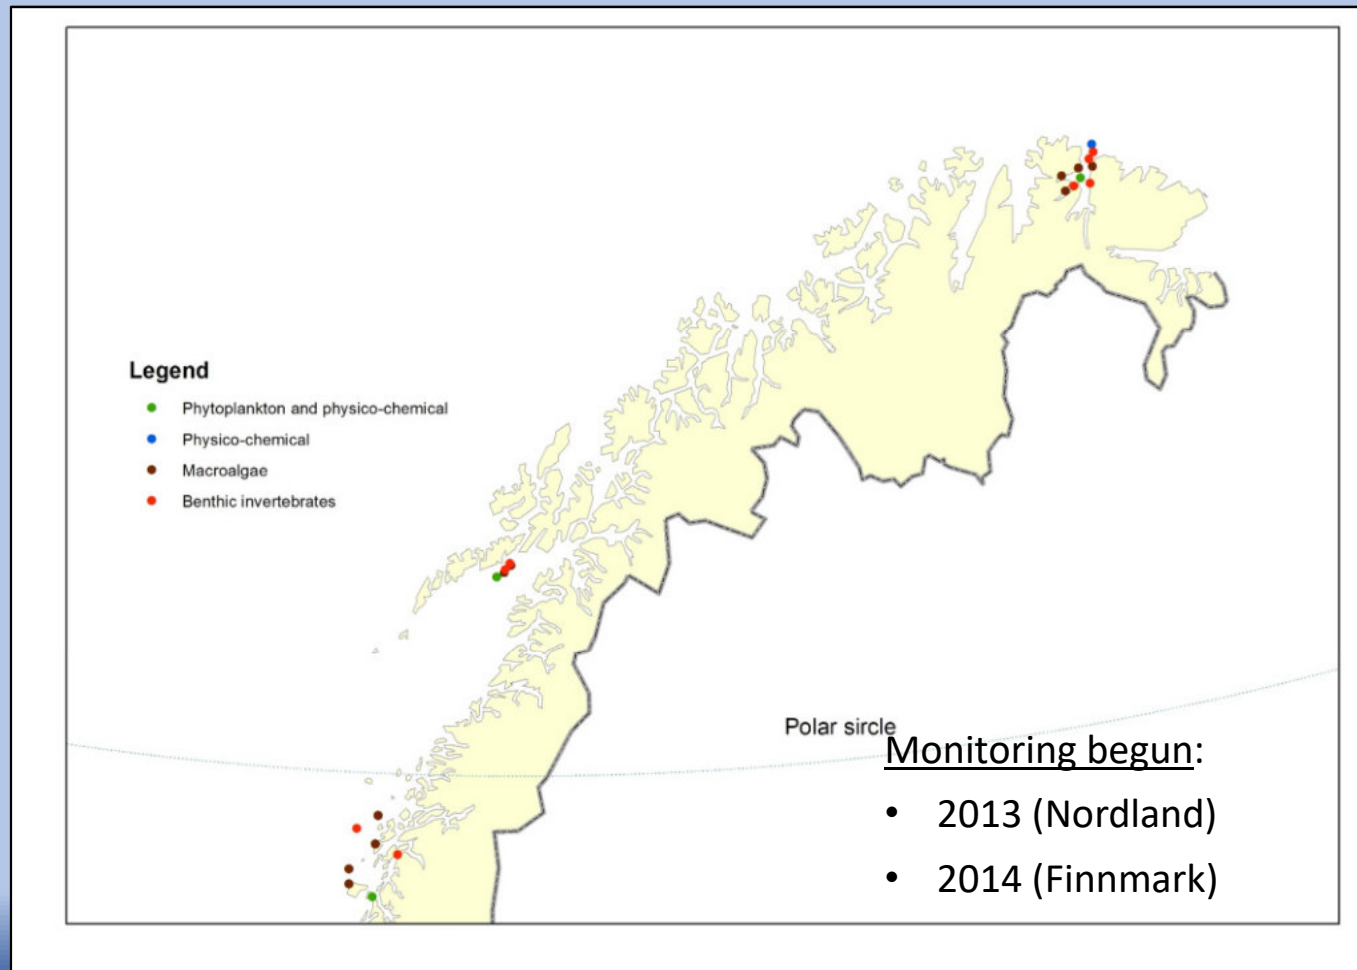 Legend
Phytoplankton and physico-chemical
Physico-chemical
Macroalgae
Benthic invertebrates
Polar sircle
Monitoring begun:
• 2013 (Nordland)
• 2014 (Finnmark)